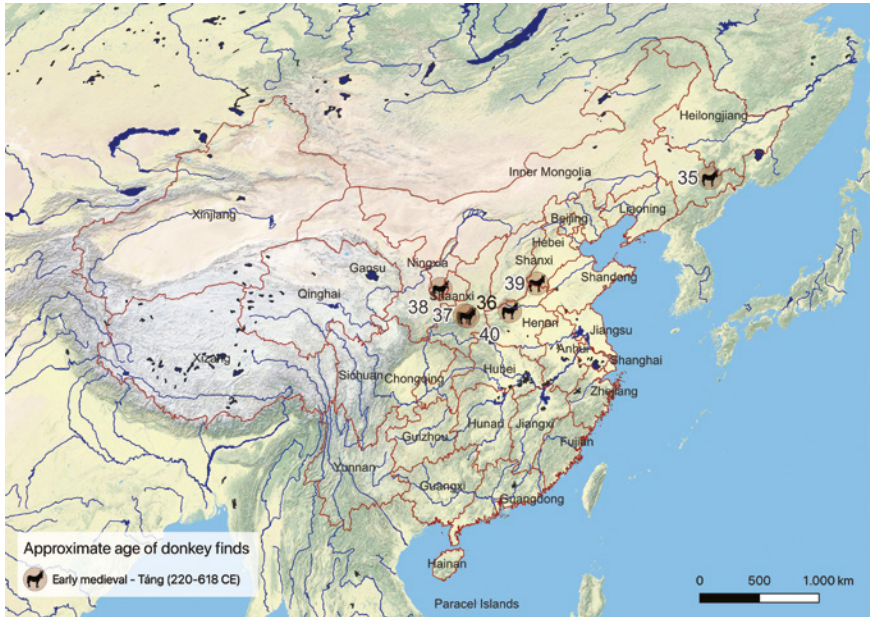 Heilongjiang
35
Inner Mongolia
Xinjiang
Beijing
Liaoning
Hebei
Ningxia
Shanxi
Gansu
39
Shandong
Qinghai
Shaanxi
36
38
37
Henan
40
Jiangsu
Anhui
Xizang
Hubei
Shanghai
Sichuan
Chongqing
Zhejiang
Hunan
Jiangxi
Guizhou
Fujian
Yunnan
Guangxi
Guangdong
Approximate age of donkey finds
Early medieval - Táng (220-618 CE)
Hainan
0 500 1.000 km
Paracel Islands